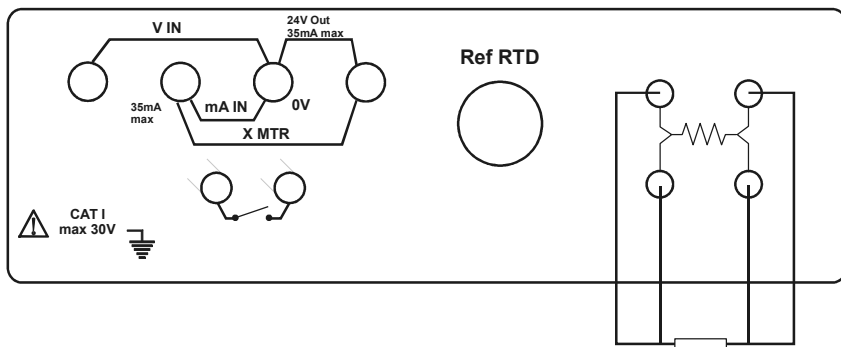 V IN
24V Out
35mA max
Ref RTD
35mA
max
mA IN
0V
X MTR
CAT I
max 30V